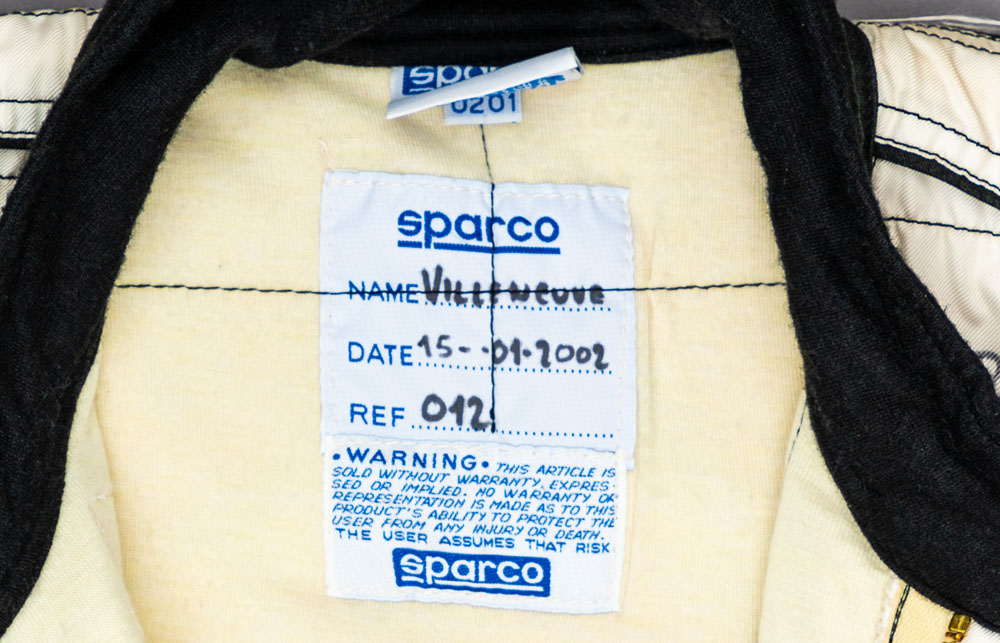 sparco
0201
sparco
NAME VILLENEUVE
DATE 15-01-2002
REF 012
•WARNING• THIS ARTICLE IS
SOLD WITHOUT WARRANTY, EXPRES-
SED OR IMPLIED. NO WARRANTY OR
REPRESENTATION IS MADE AS TO THIS
PRODUCT'S ABILITY TO PROTECT THE
USER FROM ANY INJURY OR DEATH.
THE USER ASSUMES THAT RISK.
sparco